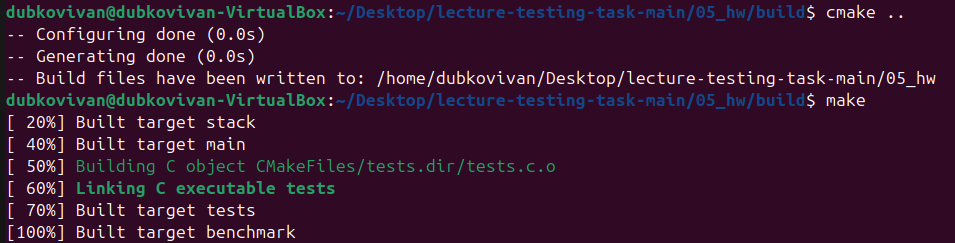 dubkovivan@dubkovivan-VirtualBox:~/Desktop/lecture-testing-task-main/05_hw/build$ cmake ..
-- Configuring done (0.0s)
-- Generating done (0.0s)
-- Build files have been written to: /home/dubkovivan/Desktop/lecture-testing-task-main/05_hw
dubkovivan@dubkovivan-VirtualBox:~/Desktop/lecture-testing-task-main/05_hw/build$ make
[ 20%] Built target stack
[ 40%] Built target main
[ 50%] Building C object CMakeFiles/tests.dir/tests.c.o
[ 60%] Linking C executable tests
[ 70%] Built target tests
[100%] Built target benchmark